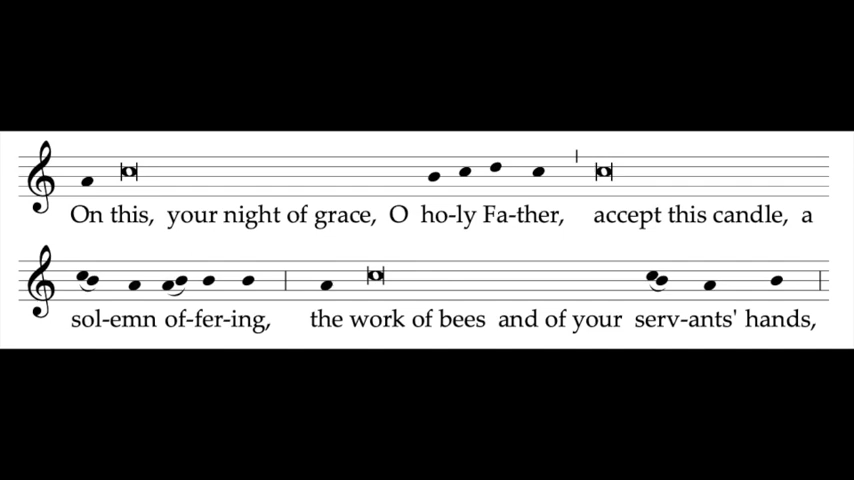 On this, your night of grace, O ho-ly Fa-ther, accept this candle, a
sol-emn of-fer-ing, the work of bees and of your serv-ants' hands,